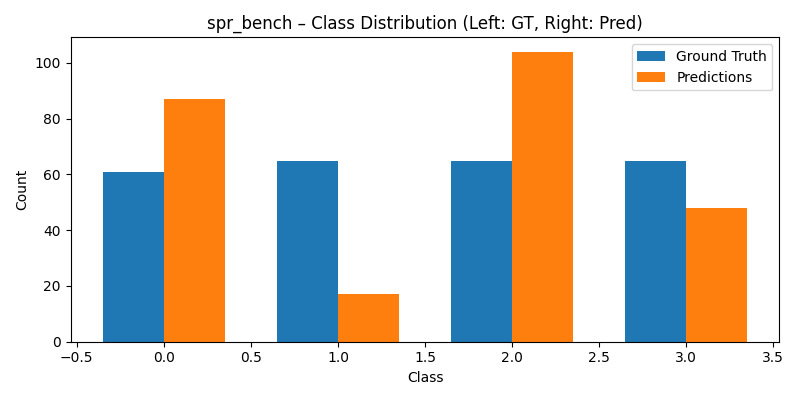 spr_bench – Class Distribution (Left: GT, Right: Pred)
Ground Truth
Predictions
Count
100
80
60
40
20
0
−0.5 0.0 0.5 1.0 1.5 2.0 2.5 3.0 3.5
Class